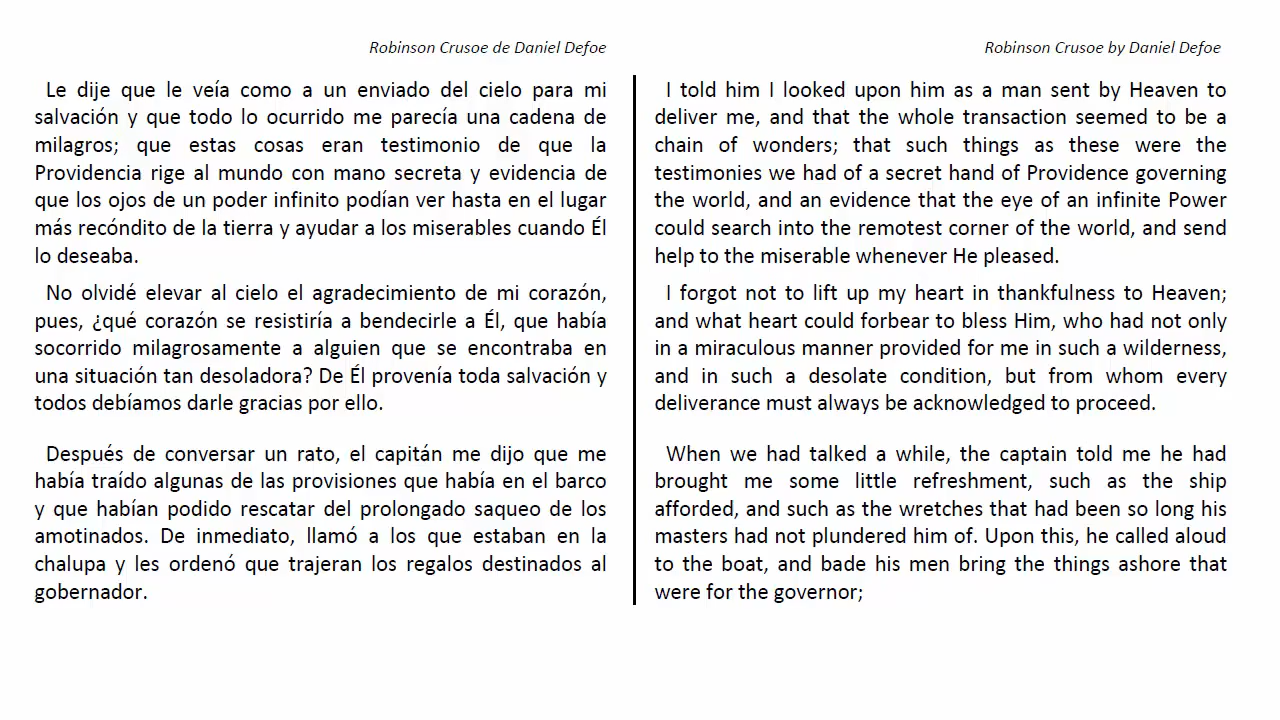 Robinson Crusoe de Daniel Defoe
Le dije que le veía como a un enviado del cielo para mi
salvación y que todo lo ocurrido me parecía una cadena de
milagros; que estas cosas eran testimonio de que la
Providencia rige al mundo con mano secreta y evidencia de
que los ojos de un poder infinito podían ver hasta en el lugar
más recóndito de la tierra y ayudar a los miserables cuando Él
lo deseaba.
No olvidé elevar al cielo el agradecimiento de mi corazón,
pues, ¿qué corazón se resistiría a bendecirle a Él, que había
socorrido milagrosamente a alguien que se encontraba en
una situación tan desoladora? De Él provenía toda salvación y
todos debíamos darle gracias por ello.
Después de conversar un rato, el capitán me dijo que me
había traído algunas de las provisiones que había en el barco
y que habían podido rescatar del prolongado saqueo de los
amotinados. De inmediato, llamó a los que estaban en la
chalupa y les ordenó que trajeran los regalos destinados al
gobernador.
Robinson Crusoe by Daniel Defoe
I told him I looked upon him as a man sent by Heaven to
deliver me, and that the whole transaction seemed to be a
chain of wonders; that such things as these were the
testimonies we had of a secret hand of Providence governing
the world, and an evidence that the eye of an infinite Power
could search into the remotest corner of the world, and send
help to the miserable whenever He pleased.
I forgot not to lift up my heart in thankfulness to Heaven;
and what heart could forbear to bless Him, who had not only
in a miraculous manner provided for me in such a wilderness,
and in such a desolate condition, but from whom every
deliverance must always be acknowledged to proceed.
When we had talked a while, the captain told me he had
brought me some little refreshment, such as the ship
afforded, and such as the wretches that had been so long his
masters had not plundered him of. Upon this, he called aloud
to the boat, and bade his men bring the things ashore that
were for the governor;